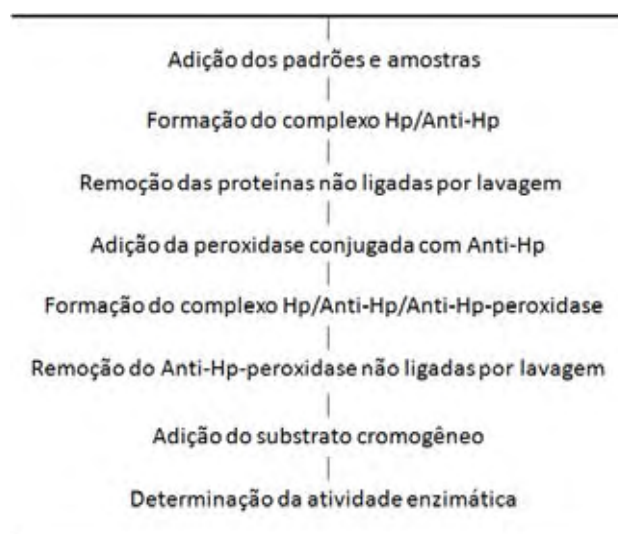 Adição dos padrões e amostras
Formação do complexo Hp/Anti-Hp
Remoção das proteínas não ligadas por lavagem
Adição da peroxidase conjugada com Anti-Hp
Formação do complexo Hp/Anti-Hp/Anti-Hp-peroxidase
Remoção do Anti-Hp-peroxidase não ligadas por lavagem
Adição do substrato cromogêneo
Determinação da atividade enzimática